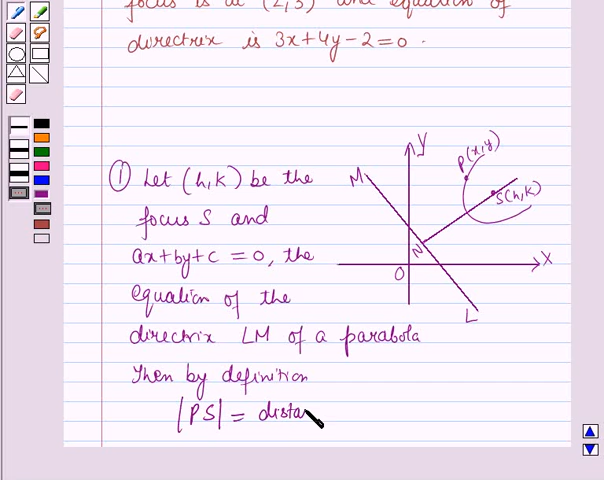 focus is at (2,3) and equation of
directrix is 3x+4y-2=0.
① Let (h,k) be the
focus S and
ax+by+c=0, the
equation of the
directrix LM of a parabola
Then by definition
|PS| = dista
Y
P(x,y)
M
S(h,k)
N
O
X
L